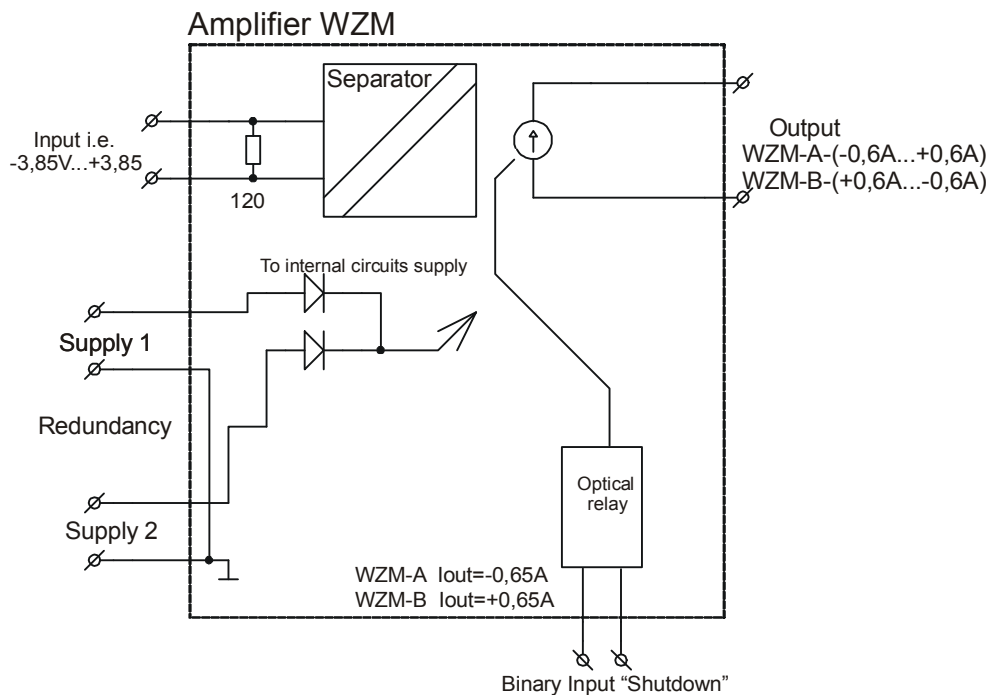 Amplifier WZM
Separator
Input i.e.
-3,85V...+3,85
120
Output
WZM-A-(-0,6A...+0,6A)
WZM-B-(+0,6A...-0,6A)
To internal circuits supply
Supply 1
Redundancy
Supply 2
Optical
relay
WZM-A Iout=-0,65A
WZM-B Iout=+0,65A
Binary Input “Shutdown”